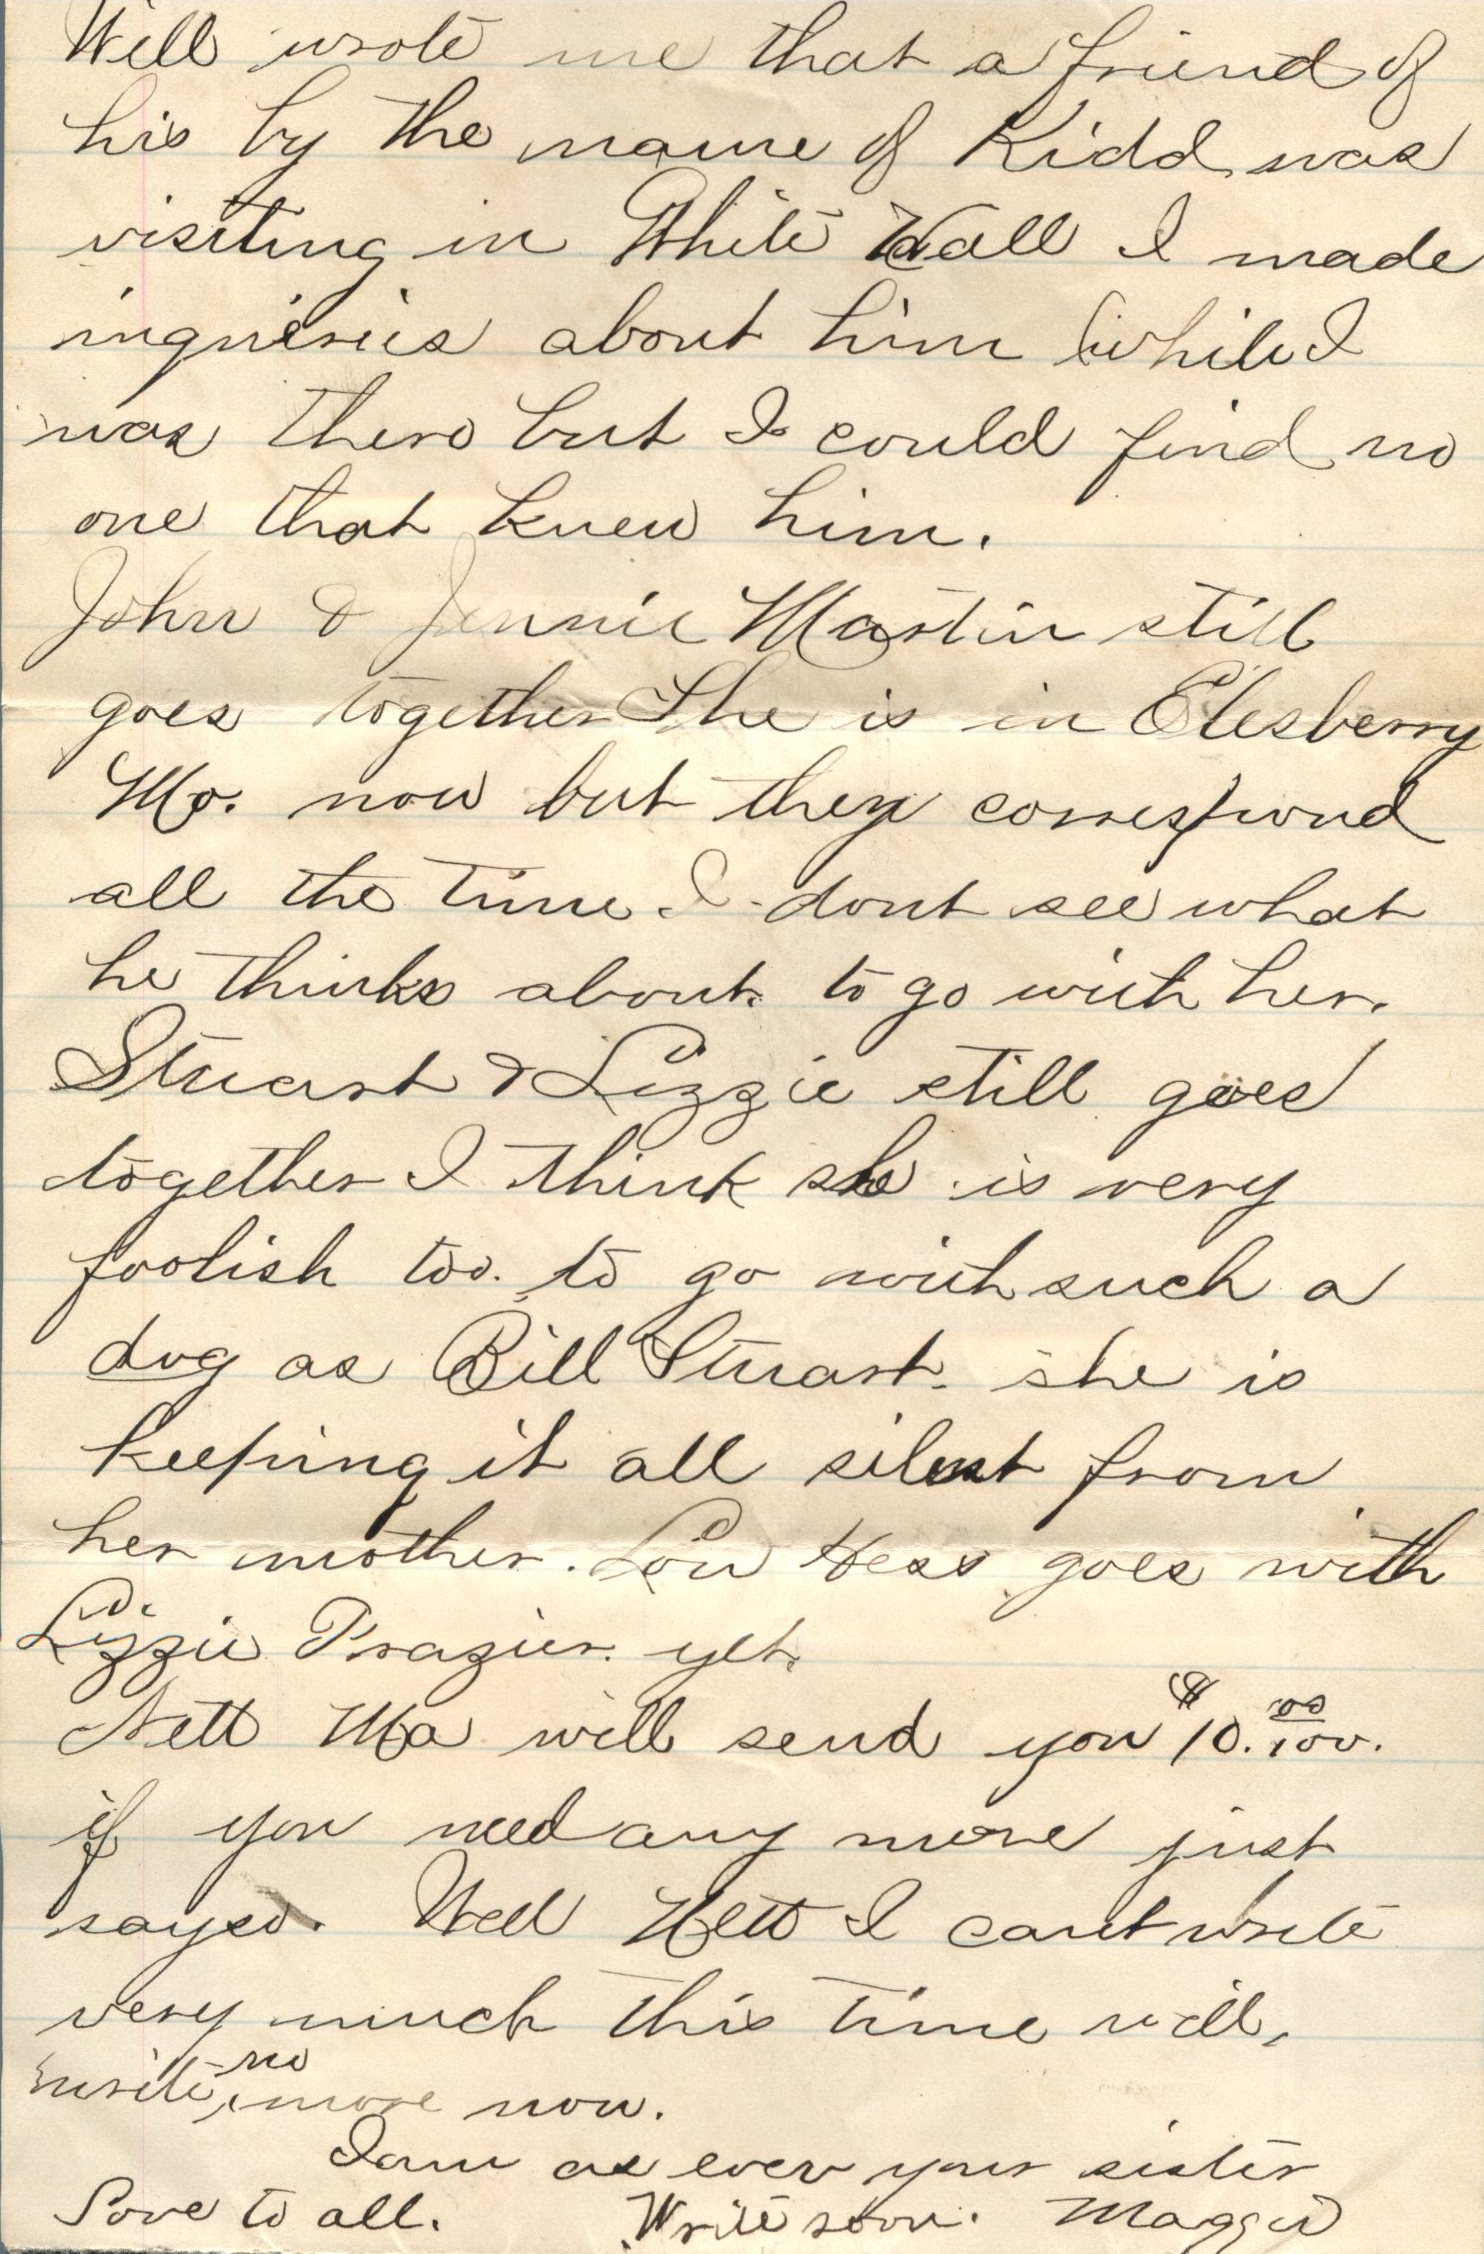 Will wrote me that a friend of
his by the name of Kidd was
visiting in White Hall I made
inquieries about him while I
was there but I could find no
one that knew him.
John & Jennie Martin still
goes together She is in Elesberry
Mo. now but they correspond
all the time. I dont see what
he thinks about to go with her.
Stuart & Lizzie still goes
together I think she is very
foolish too. to go with such a
dog as Bill Stuart. she is
keeping it all silent from
her mother. Lou Hess goes with
Lizzie Frazier. yet.
Nett Ma will send you $10.00/100.
if you need any more just
say so. Well Nett I cant write
very much this time will,
write no more now.
I am as ever your sister
Love to all. Write soon. Maggie